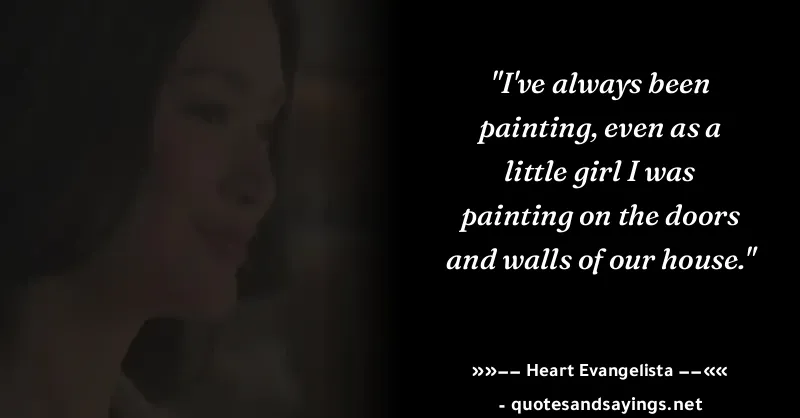 "I've always been
painting, even as a
little girl I was
painting on the doors
and walls of our house."
»»–– Heart Evangelista ––««
- quotesandsayings.net